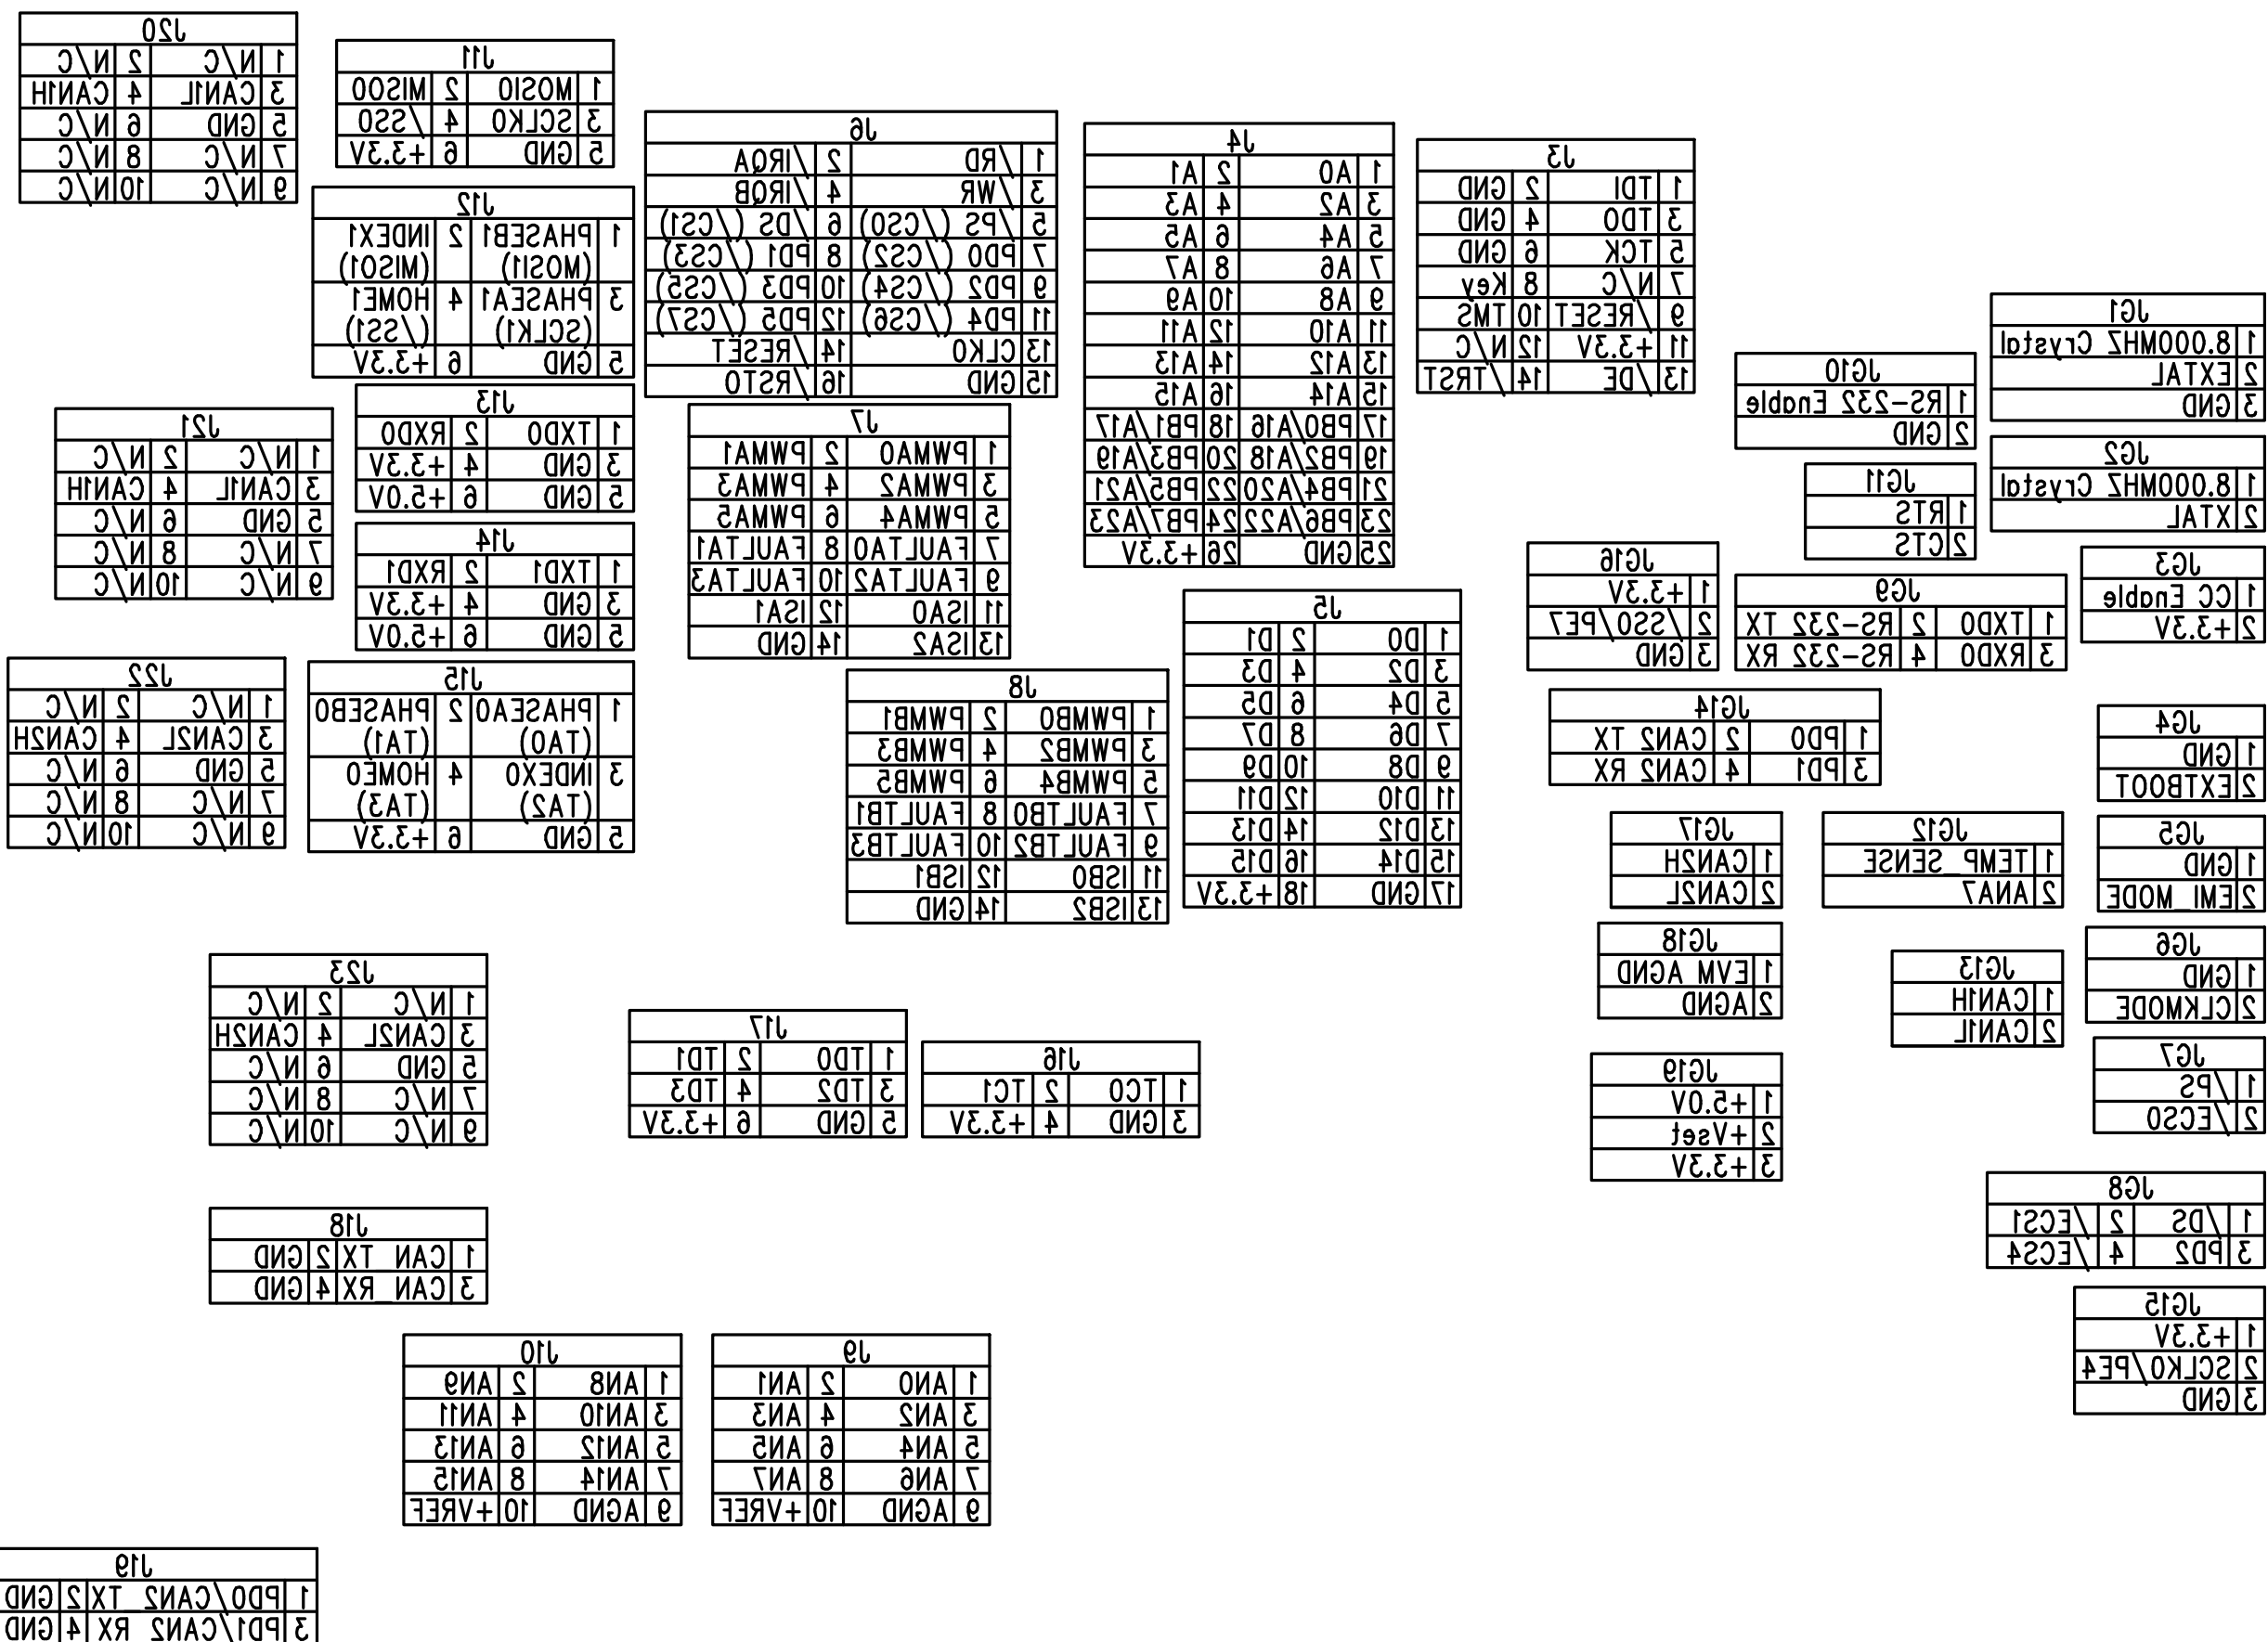 JG1
1 8.000MHZ Crystal
2 EXTAL
3 GND
JG2
1 8.000MHZ Crystal
2 XTAL
JG3
1 CC Enable
2 +3.3V
JG4
1 GND
2 EXTBOOT
JG5
1 GND
2 EMI_MODE
JG6
1 GND
2 CLKMODE
JG7
1 /PS
2 /ECS0
JG8
1 /DS 2 /ECS1
3 PD2 4 /ECS4
JG15
1 +3.3V
2 SCLK0/PE4
3 GND
JG10
1 RS-232 Enable
2 GND
JG11
1 RTS
2 CTS
JG9
1 TXD0 2 RS-232 TX
3 RXD0 4 RS-232 RX
JG16
1 +3.3V
2 /SS0/PE7
3 GND
JG14
1 PD0 2 CAN2 TX
3 PD1 4 CAN2 RX
JG12
1 TEMP_SENSE
2 ANA7
JG17
1 CAN2H
2 CAN2L
JG13
1 CAN1H
2 CAN1L
JG18
1 EVM AGND
2 AGND
JG19
1 +5.0V
2 +Vset
3 +3.3V
J3
1 TDI 2 GND
3 TDO 4 GND
5 TCK 6 GND
7 N/C 8 Key
9 /RESET 10 TMS
11 +3.3V 12 N/C
13 /DE 14 /TRST
J4
1 A0 2 A1
3 A2 4 A3
5 A4 6 A5
7 A6 8 A7
9 A8 10 A9
11 A10 12 A11
13 A12 14 A13
15 A14 16 A15
17 PB0/A16 18 PB1/A17
19 PB2/A18 20 PB3/A19
21 PB4/A20 22 PB5/A21
23 PB6/A22 24 PB7/A23
25 GND 26 +3.3V
J5
1 D0 2 D1
3 D2 4 D3
5 D4 6 D5
7 D6 8 D7
9 D8 10 D9
11 D10 12 D11
13 D12 14 D13
15 D14 16 D15
17 GND 18 +3.3V
J6
1 /RD 2 /IRQA
3 /WR 4 /IRQB
5 /PS (/CS0) 6 /DS (/CS1)
7 PD0 (/CS2) 8 PD1 (/CS3)
9 PD2 (/CS4) 10 PD3 (/CS5)
11 PD4 (/CS6) 12 PD5 (/CS7)
13 CLKO 14 /RESET
15 GND 16 /RSTO
J7
1 PWMA0 2 PWMA1
3 PWMA2 4 PWMA3
5 PWMA4 6 PWMA5
7 FAULTA0 8 FAULTA1
9 FAULTA2 10 FAULTA3
11 ISA0 12 ISA1
13 ISA2 14 GND
J8
1 PWMB0 2 PWMB1
3 PWMB2 4 PWMB3
5 PWMB4 6 PWMB5
7 FAULTB0 8 FAULTB1
9 FAULTB2 10 FAULTB3
11 ISB0 12 ISB1
13 ISB2 14 GND
J16
1 TC0 2 TC1
3 GND 4 +3.3V
J17
1 TD0 2 TD1
3 TD2 4 TD3
5 GND 6 +3.3V
J9
1 AN0 2 AN1
3 AN2 4 AN3
5 AN4 6 AN5
7 AN6 8 AN7
9 AGND 10 +VREF
J10
1 AN8 2 AN9
3 AN10 4 AN11
5 AN12 6 AN13
7 AN14 8 AN15
9 AGND 10 +VREF
J11
1 MOSI0 2 MISO0
3 SCLK0 4 /SS0
5 GND 6 +3.3V
J12
1 PHASEB1 2 INDEX1
(MOSI1) (MISO1)
3 PHASEA1 4 HOME1
(SCLK1) (/SS1)
5 GND 6 +3.3V
J13
1 TXD0 2 RXD0
3 GND 4 +3.3V
5 GND 6 +5.0V
J14
1 TXD1 2 RXD1
3 GND 4 +3.3V
5 GND 6 +5.0V
J15
1 PHASEA0 2 PHASEB0
(TA0) (TA1)
3 INDEX0 4 HOME0
(TA2) (TA3)
5 GND 6 +3.3V
J20
1 N/C 2 N/C
3 CAN1L 4 CAN1H
5 GND 6 N/C
7 N/C 8 N/C
9 N/C 10 N/C
J21
1 N/C 2 N/C
3 CAN1L 4 CAN1H
5 GND 6 N/C
7 N/C 8 N/C
9 N/C 10 N/C
J22
1 N/C 2 N/C
3 CAN2L 4 CAN2H
5 GND 6 N/C
7 N/C 8 N/C
9 N/C 10 N/C
J23
1 N/C 2 N/C
3 CAN2L 4 CAN2H
5 GND 6 N/C
7 N/C 8 N/C
9 N/C 10 N/C
J18
1 CAN_TX 2 GND
3 CAN_RX 4 GND
J19
1 PD0/CAN2_TX 2 GND
3 PD1/CAN2_RX 4 GND